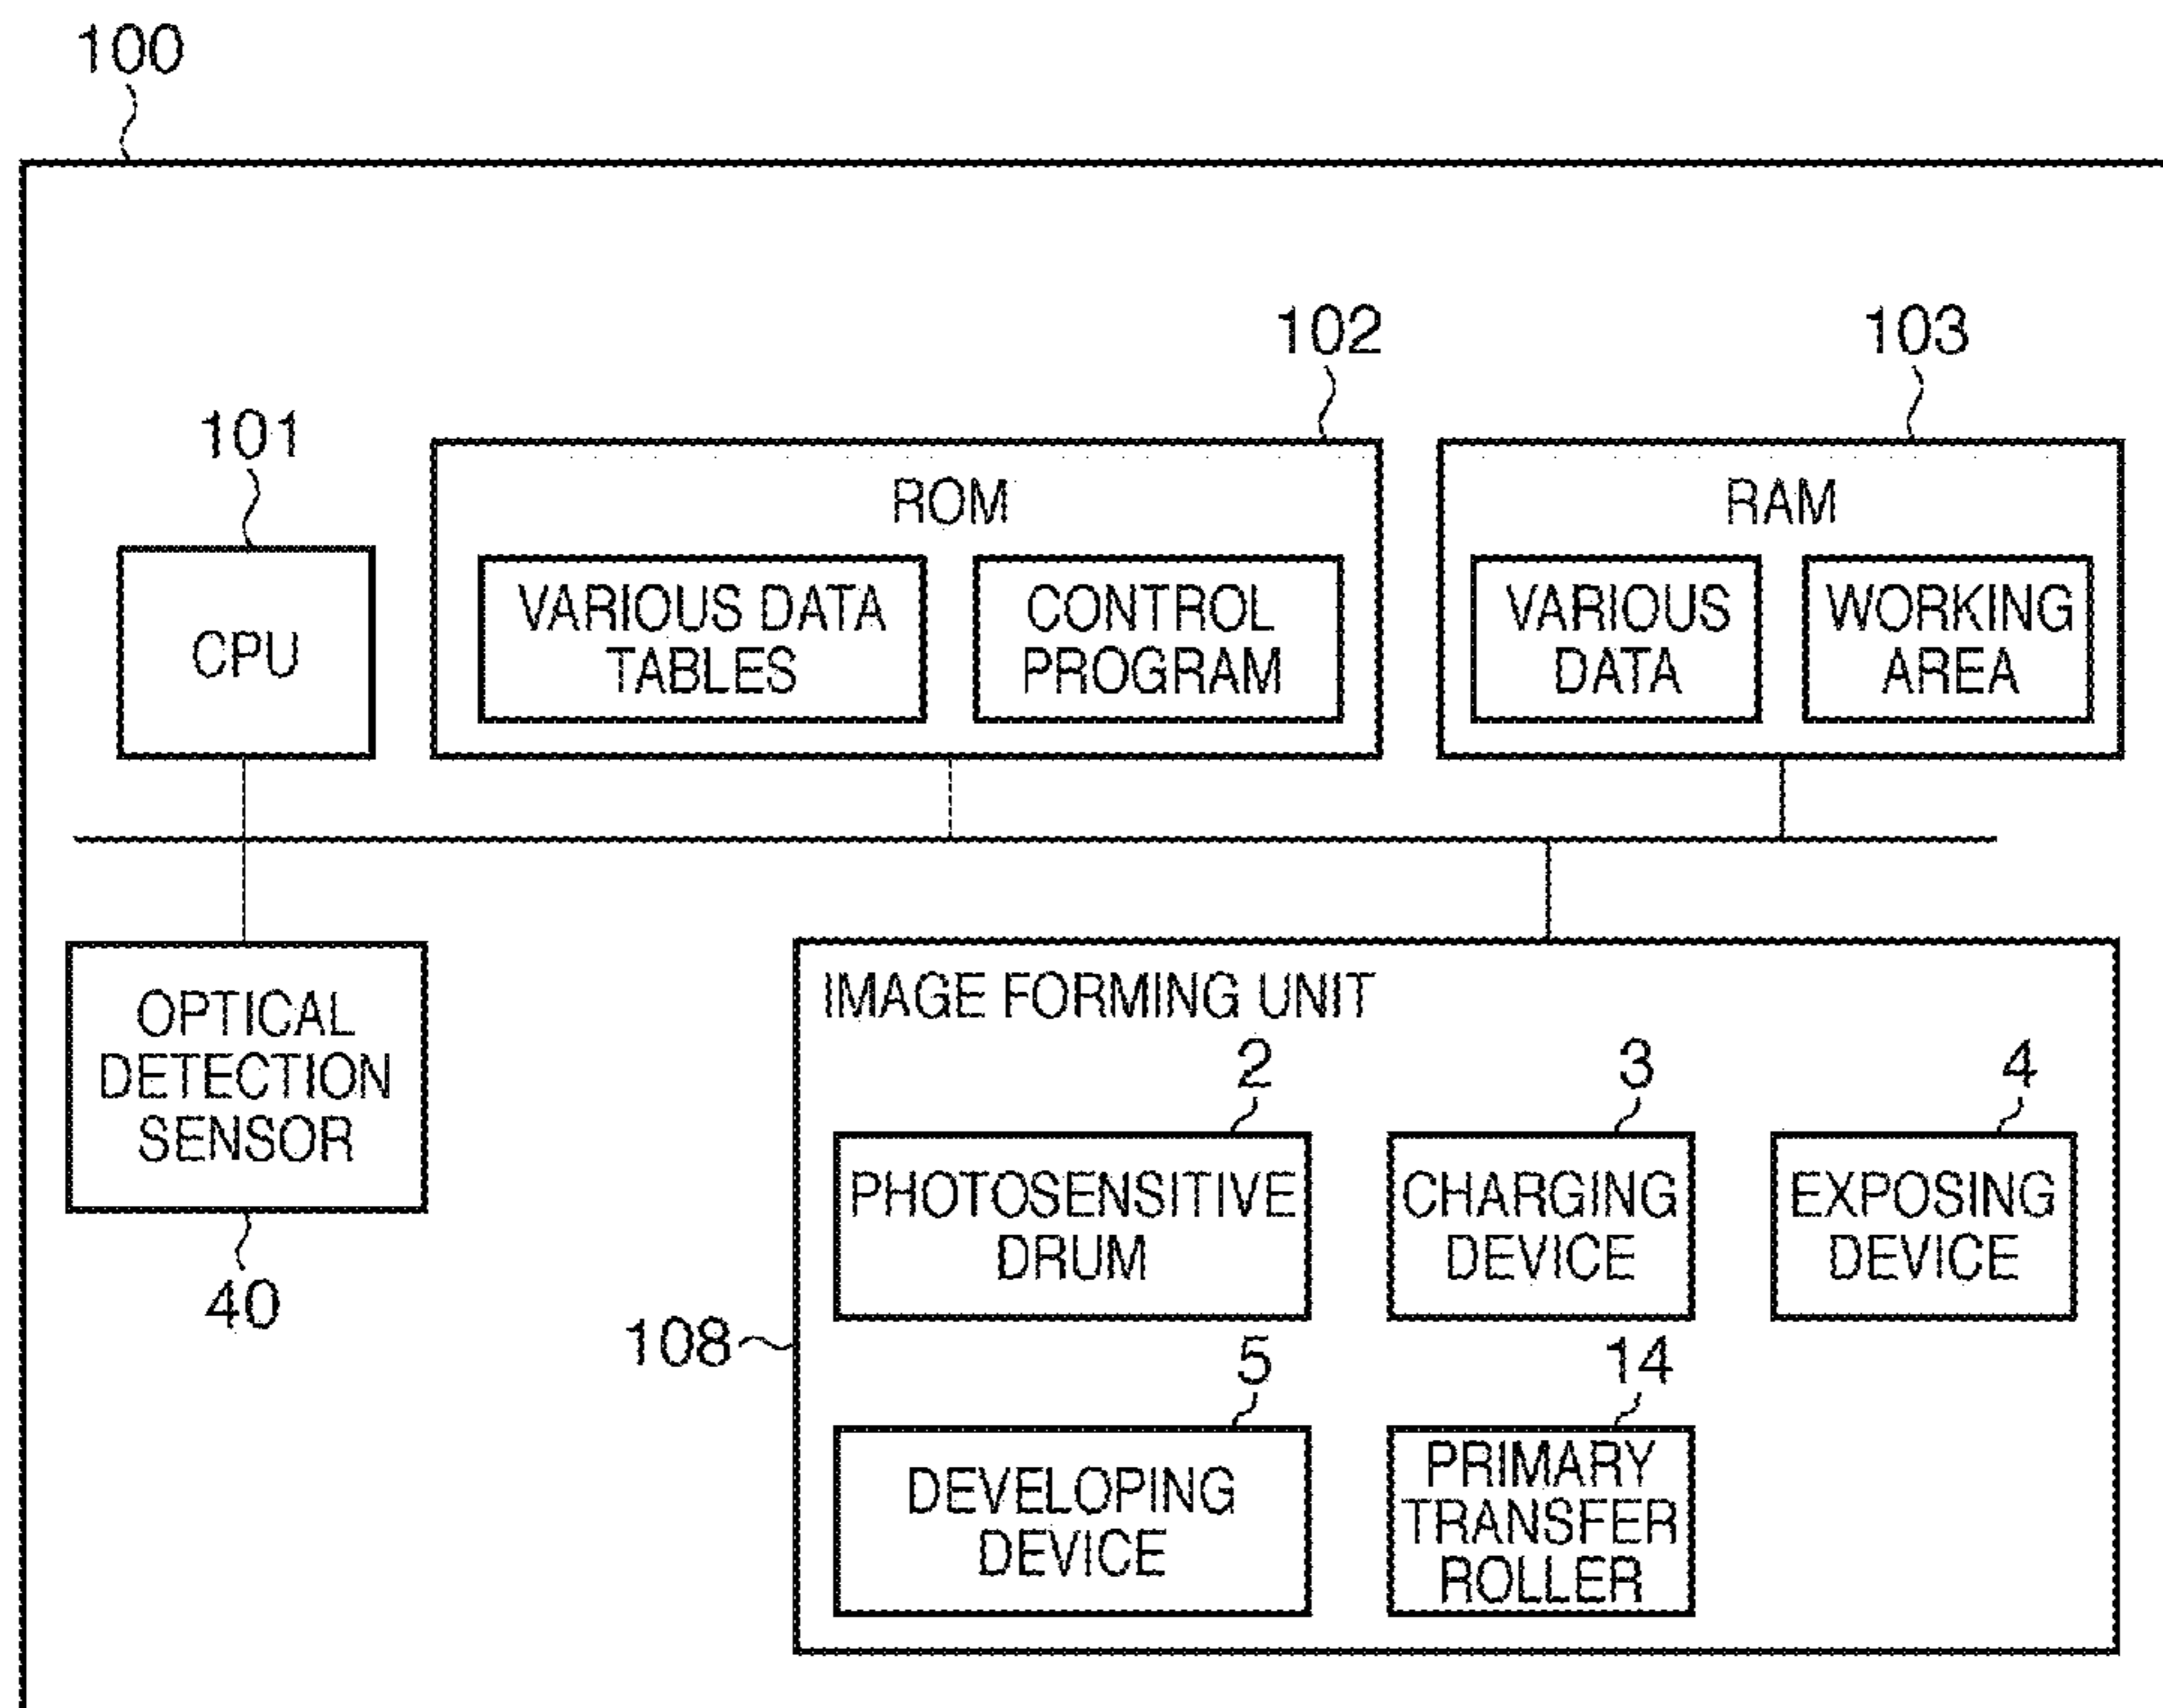 100
102
103
101
ROM
RAM
CPU
VARIOUS DATA
TABLES
CONTROL
PROGRAM
VARIOUS
DATA
WORKING
AREA
OPTICAL
DETECTION
SENSOR
40
IMAGE FORMING UNIT
2
3
4
PHOTOSENSITIVE
DRUM
CHARGING
DEVICE
EXPOSING
DEVICE
108
5
14
DEVELOPING
DEVICE
PRIMARY
TRANSFER
ROLLER